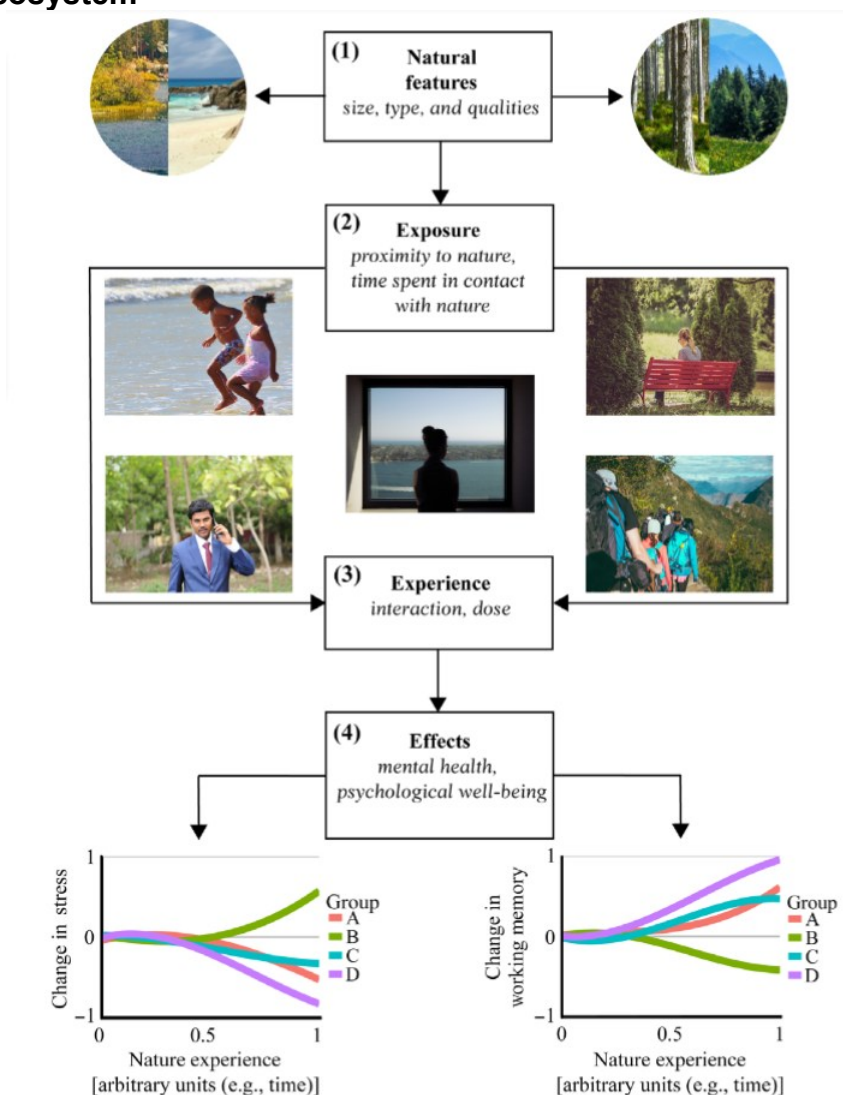 (1)
Natural
features
size, type, and qualities
(2)
Exposure
proximity to nature,
time spent in contact
with nature
(3)
Experience
interaction, dose
(4)
Effects
mental health,
psychological well-being
1
0
−1
Change in stress
0
0.5
1
Nature experience
[arbitrary units (e.g., time)]
Group
A
B
C
D
1
0
−1
Change in
working memory
0
0.5
1
Nature experience
[arbitrary units (e.g., time)]
Group
A
B
C
D